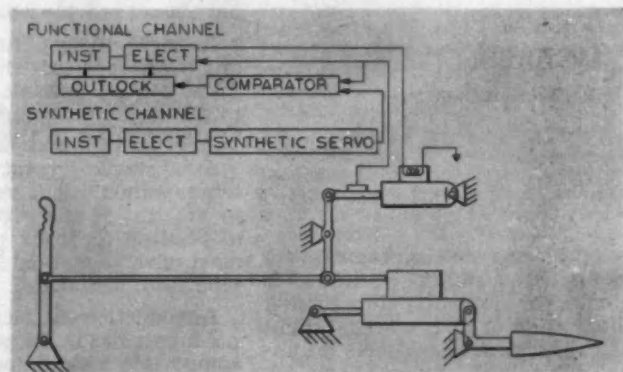 FUNCTIONAL CHANNEL
INST ELECT
OUTLOCK COMPARATOR
SYNTHETIC CHANNEL
INST ELECT SYNTHETIC SERVO